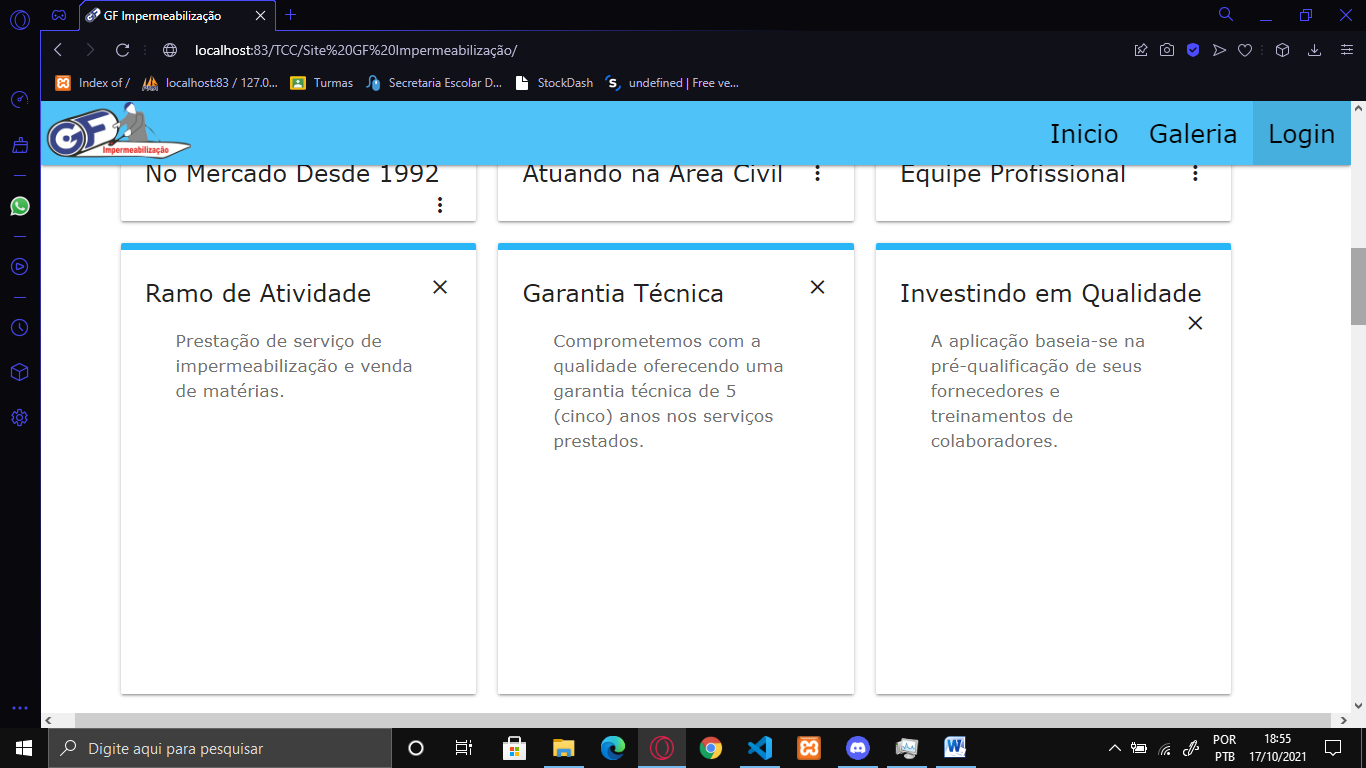 GF Impermeabilização
localhost:83/TCC/Site%20GF%20Impermeabilização/
Index of /
localhost:83 / 127.0...
Turmas
Secretaria Escolar D...
StockDash
undefined | Free ve...
GF
Impermeabilização
Inicio
Galeria
Login
No Mercado Desde 1992
Atuando na Area Civil
Equipe Profissional
Ramo de Atividade
Prestação de serviço de
impermeabilização e venda
de matérias.
Garantia Técnica
Comprometemos com a
qualidade oferecendo uma
garantia técnica de 5
(cinco) anos nos serviços
prestados.
Investindo em Qualidade
A aplicação baseia-se na
pré-qualificação de seus
fornecedores e
treinamentos de
colaboradores.
Digite aqui para pesquisar
POR
PTB
18:55
17/10/2021